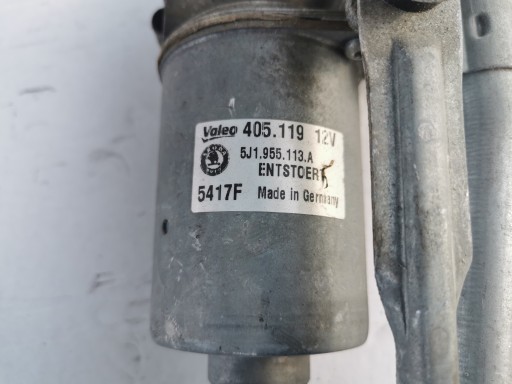 Valeo 405.119 12V
5J1.955.113.A
ENTSTOERT
5417F Made in Germany